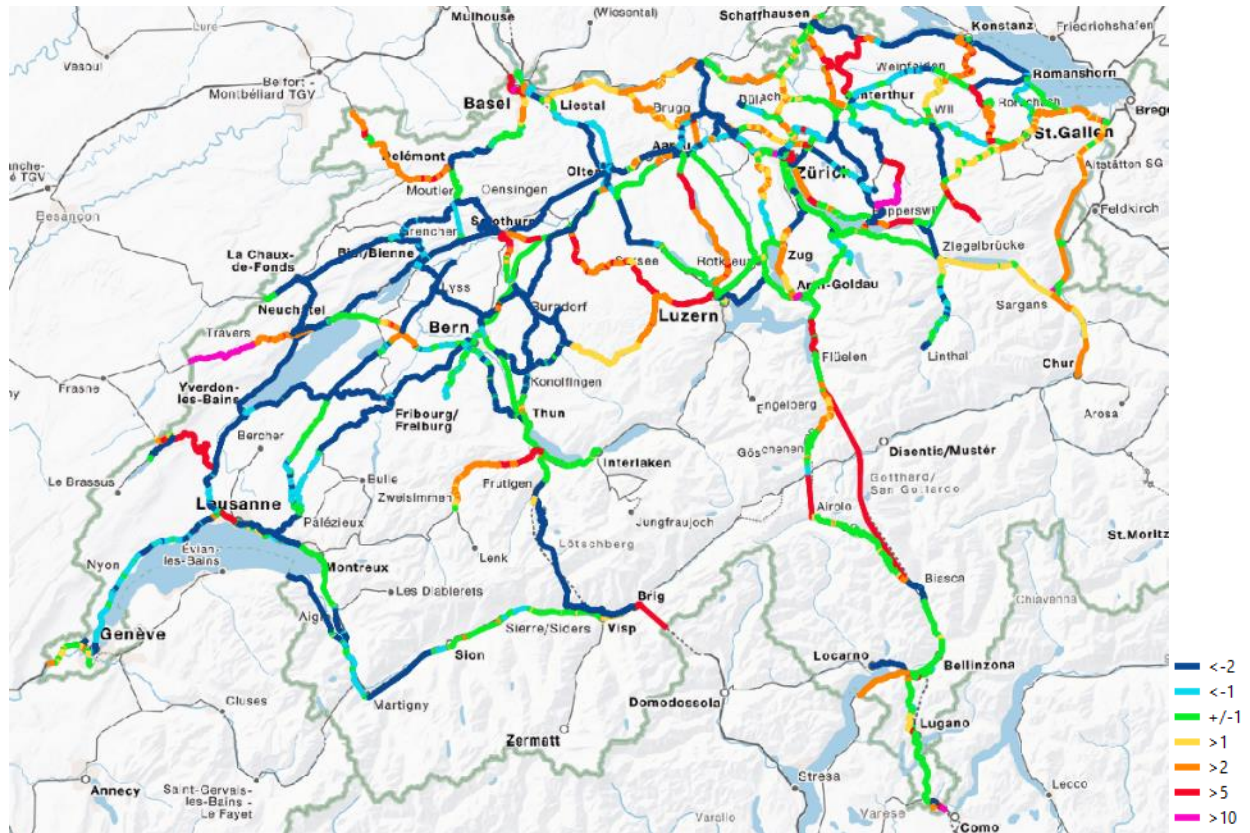 Mulhouse
(Wiesental)
Schaffhausen
Konstanz
Friedrichshafen
Lure
Vesoul
Belfort -
Montbéliard TGV
Basel
Liestal
Brugg
Weinfelden
Romanshorn
Rorschach
Wil
St.Gallen
Delémont
Olten
Aarau
Zürich
Altstätten SG
Moutier
Oensingen
Besançon
Solothurn
Grenchen
Rapperswil
Feldkirch
La Chaux-
de-Fonds
Biel/Bienne
Ziegelbrücke
Lyss
Sursee
Rotkreuz
Zug
Neuchâtel
Burgdorf
Arth-Goldau
Sargans
Travers
Bern
Luzern
Flüelen
Linthal
Chur
Frasne
Yverdon-
les-Bains
Konolfingen
Fribourg/
Freiburg
Thun
Engelberg
Arosa
Bercher
Interlaken
Göschenen
Disentis/Mustér
Le Brassus
Bulle
Zweisimmen
Frutigen
Gotthard/
San Gottardo
Lausanne
Palézieux
Jungfraujoch
Airolo
St.Moritz
Nyon
Évian-
les-Bains
Montreux
Lenk
Lötschberg
Biasca
Chiavenna
Les Diablerets
Brig
Genève
Sierre/Siders
Visp
Locarno
Bellinzona
Sion
Cluses
Martigny
Domodossola
Lugano
Zermatt
Annecy
Saint-Gervais-
les-Bains -
Le Fayet
Stresa
Lecco
Varese
Como
Varallo
<-2
<-1
+/-1
>1
>2
>5
>10